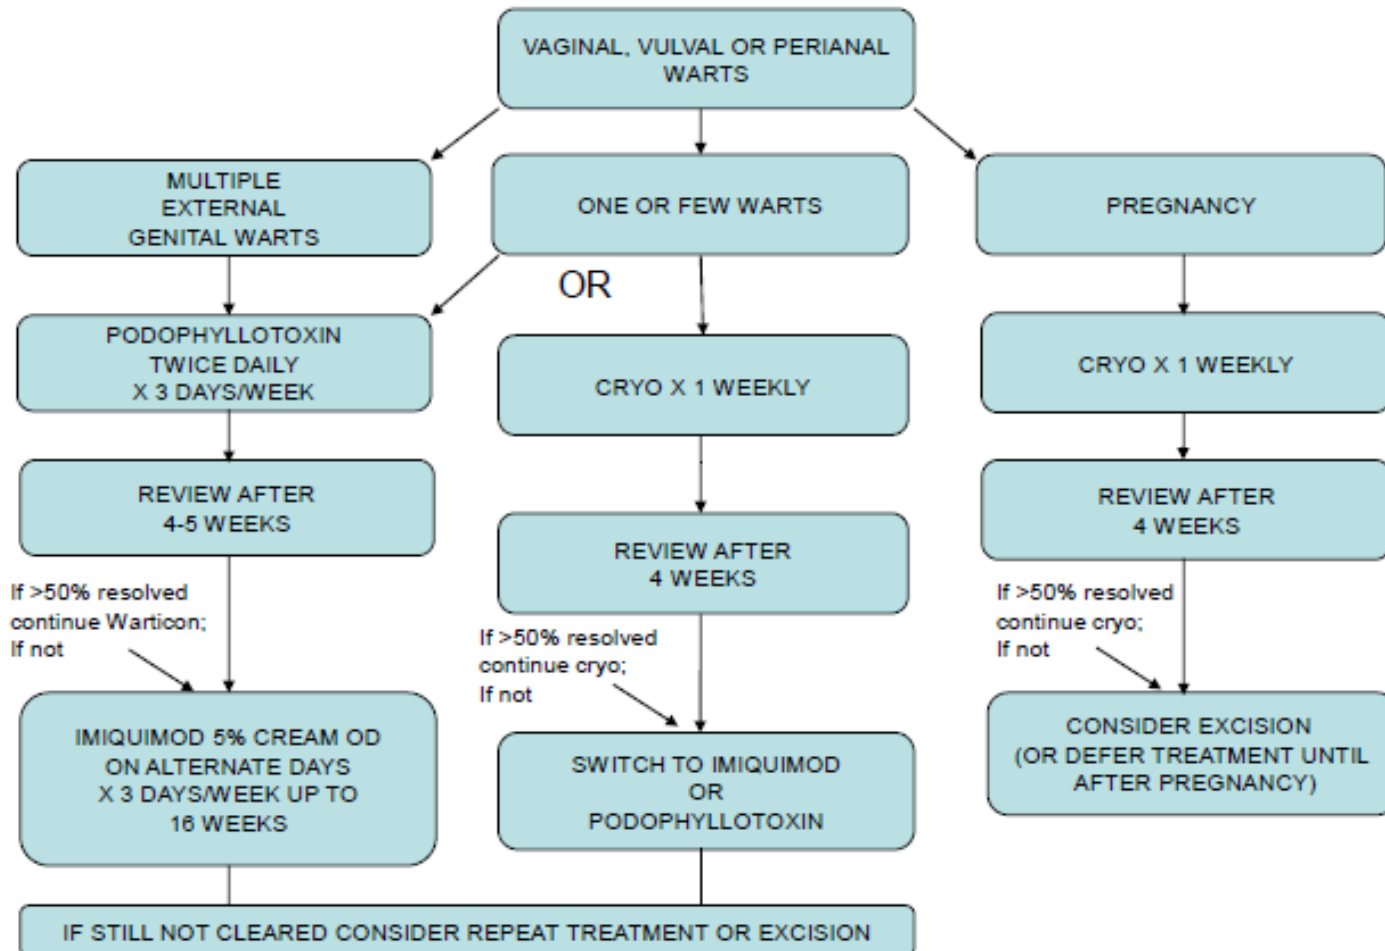 VAGINAL, VULVAL OR PERIANAL
WARTS
MULTIPLE
EXTERNAL
GENITAL WARTS
ONE OR FEW WARTS
PREGNANCY
OR
PODOPHYLLOTOXIN
TWICE DAILY
X 3 DAYS/WEEK
CRYO X 1 WEEKLY
CRYO X 1 WEEKLY
REVIEW AFTER
4-5 WEEKS
REVIEW AFTER
4 WEEKS
REVIEW AFTER
4 WEEKS
If >50% resolved
continue Warticon;
If not
If >50% resolved
continue cryo;
If not
If >50% resolved
continue cryo;
If not
IMIQUIMOD 5% CREAM OD
ON ALTERNATE DAYS
X 3 DAYS/WEEK UP TO
16 WEEKS
SWITCH TO IMIQUIMOD
OR
PODOPHYLLOTOXIN
CONSIDER EXCISION
(OR DEFER TREATMENT UNTIL
AFTER PREGNANCY)
IF STILL NOT CLEARED CONSIDER REPEAT TREATMENT OR EXCISION